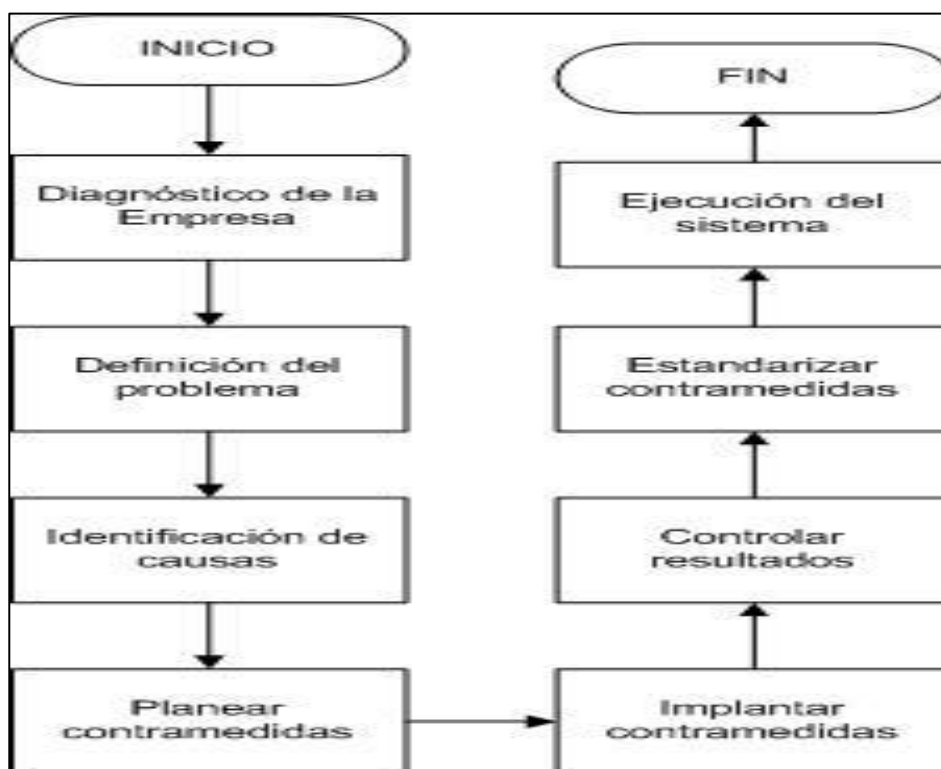 INICIO
Diagnóstico de la
Empresa
Definición del
problema
Identificación de
causas
Planear
contramedidas
Implantar
contramedidas
Controlar
resultados
Estandarizar
contramedidas
Ejecución del
sistema
FIN